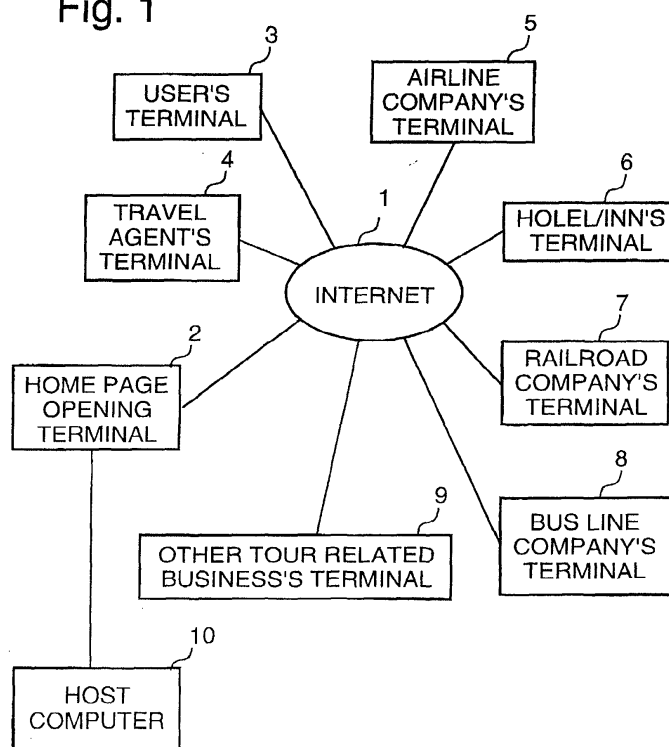 Fig. 1
3
USER'S
TERMINAL
5
AIRLINE
COMPANY'S
TERMINAL
4
TRAVEL
AGENT'S
TERMINAL
1
INTERNET
6
HOLEL/INN'S
TERMINAL
2
HOME PAGE
OPENING
TERMINAL
7
RAILROAD
COMPANY'S
TERMINAL
8
BUS LINE
COMPANY'S
TERMINAL
9
OTHER TOUR RELATED
BUSINESS'S TERMINAL
10
HOST
COMPUTER